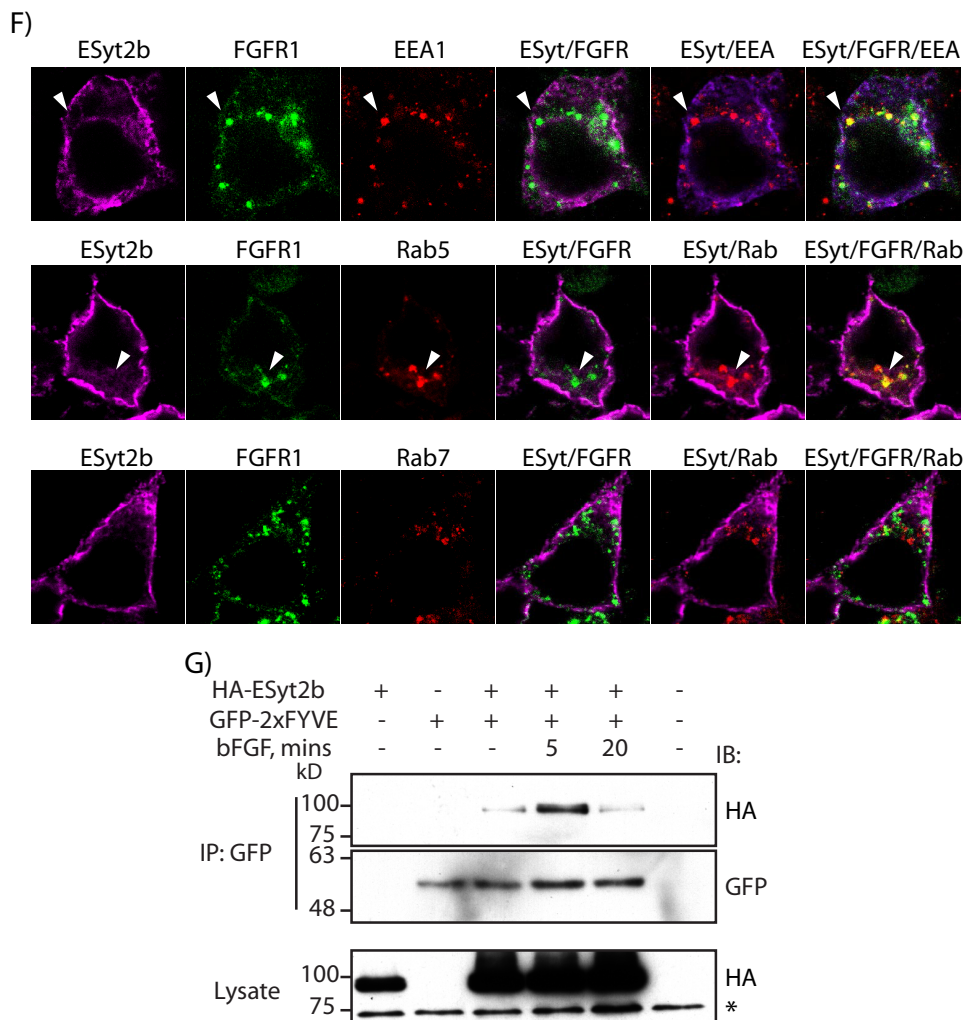 F)
ESyt2b FGFR1 EEA1 ESyt/FGFR ESyt/EEA ESyt/FGFR/EEA
ESyt2b FGFR1 Rab5 ESyt/FGFR ESyt/Rab ESyt/FGFR/Rab
ESyt2b FGFR1 Rab7 ESyt/FGFR ESyt/Rab ESyt/FGFR/Rab
G)
HA-ESyt2b + - + + + -
GFP-2xFYVE - + + + + -
bFGF, mins - - - 5 20 - IB:
kD
100 HA
75
IP: GFP
63
GFP
48
100 HA
Lysate
75 *